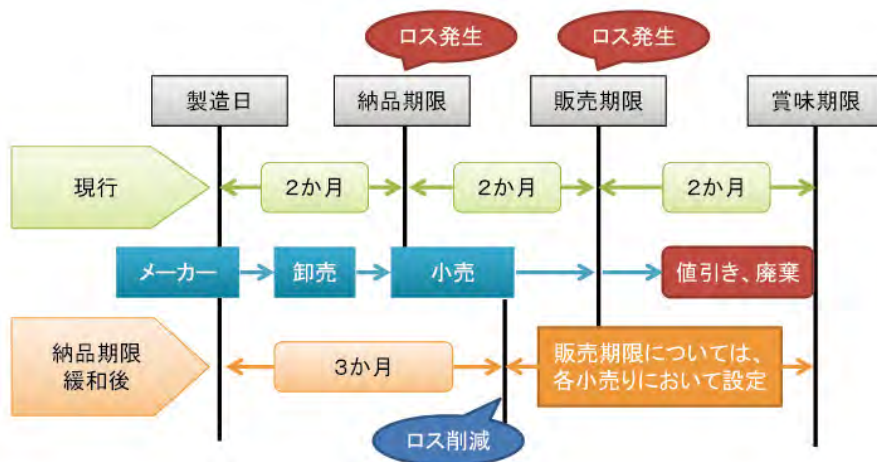 ロス発生
ロス発生
製造日
納品期限
販売期限
賞味期限
現行
2か月
2か月
2か月
メーカー
卸売
小売
値引き、廃棄
納品期限
緩和後
3か月
販売期限については、
各小売りにおいて設定
ロス削減